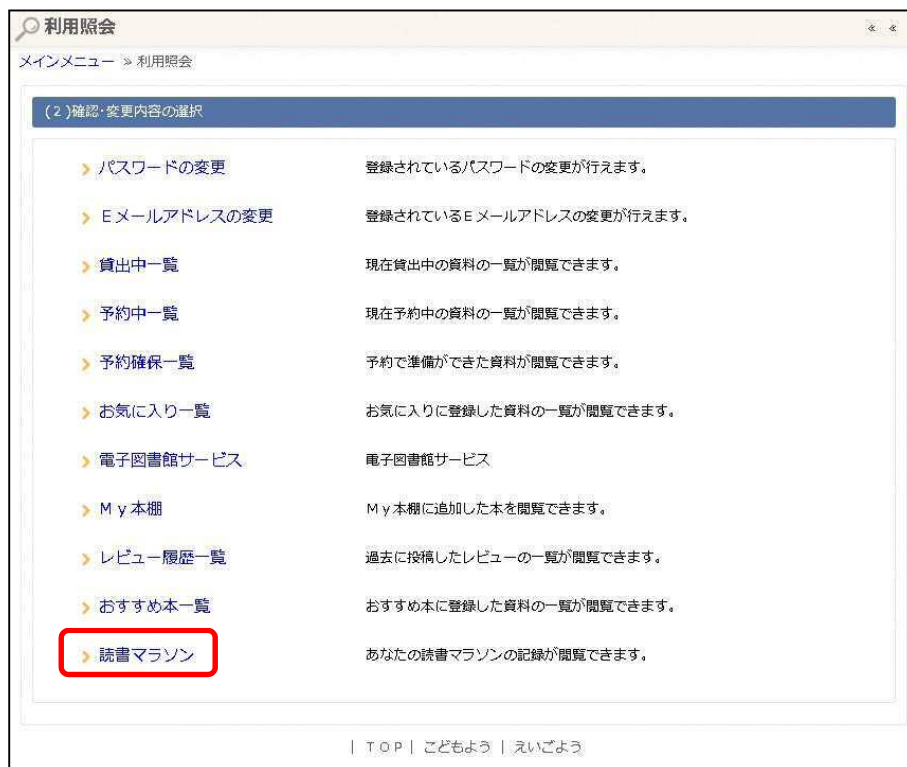 利用照会
« «
メインメニュー » 利用照会
(2)確認・変更内容の選択
パスワードの変更 登録されているパスワードの変更が行えます。
Eメールアドレスの変更 登録されているEメールアドレスの変更が行えます。
貸出中一覧 現在貸出中の資料の一覧が閲覧できます。
予約中一覧 現在予約中の資料の一覧が閲覧できます。
予約確保一覧 予約で準備ができた資料が閲覧できます。
お気に入り一覧 お気に入りに登録した資料の一覧が閲覧できます。
電子図書館サービス 電子図書館サービス
My本棚 My本棚に追加した本を閲覧できます。
レビュー履歴一覧 過去に投稿したレビューの一覧が閲覧できます。
おすすめ本一覧 おすすめ本に登録した資料の一覧が閲覧できます。
読書マラソン あなたの読書マラソンの記録が閲覧できます。
| TOP | こどもよう | えいごよう